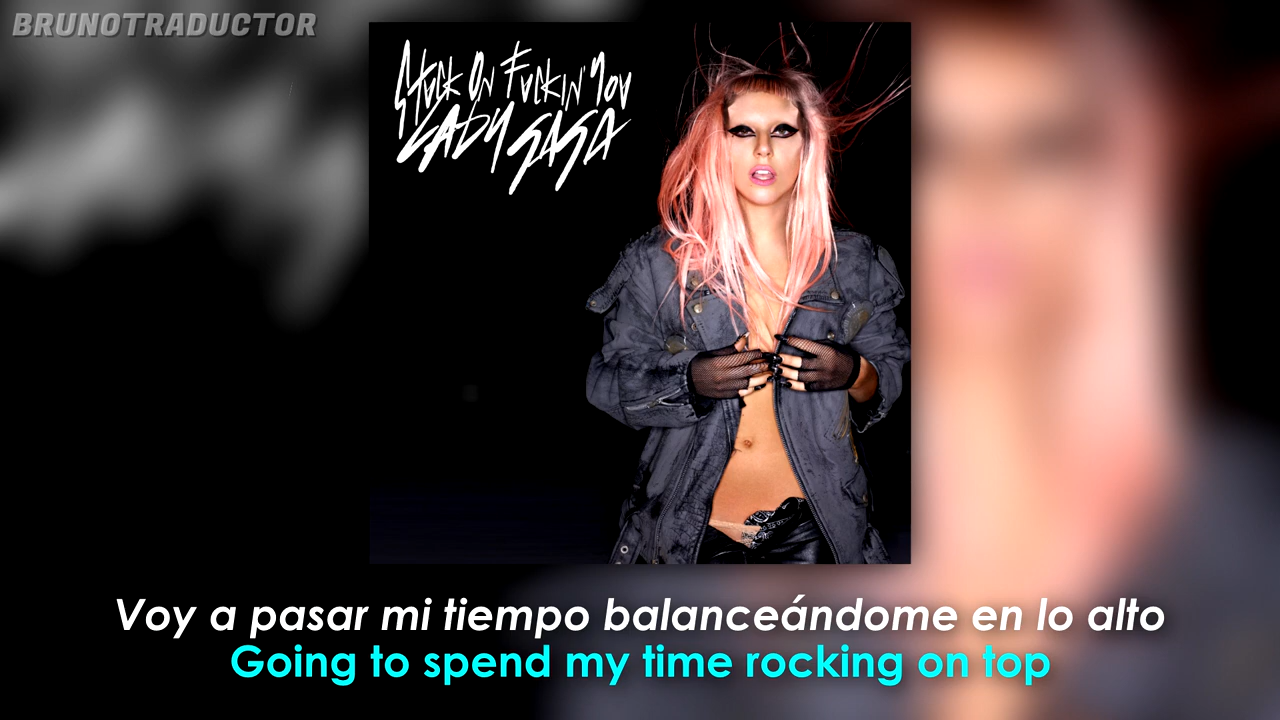 BRUNOTRADUCTOR
Stuck On Fuckin' You
LADY GAGA
Voy a pasar mi tiempo balanceándome en lo alto
Going to spend my time rocking on top